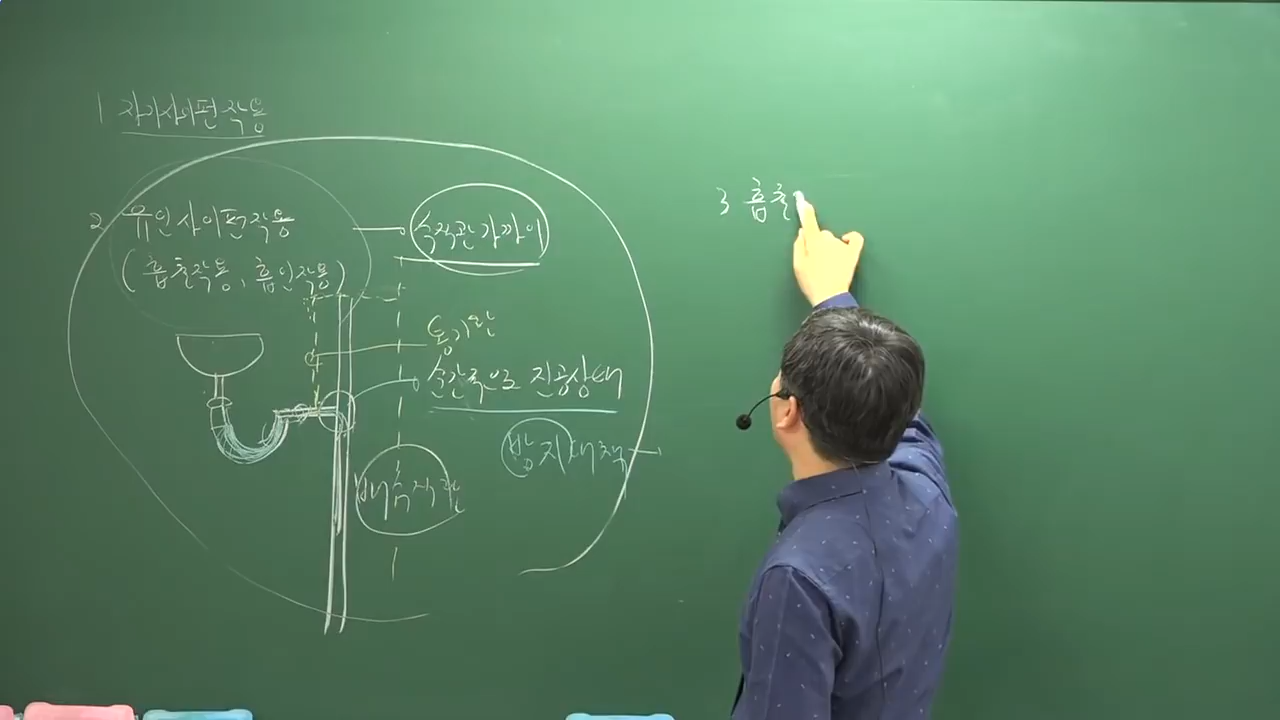 1 자기사이펀작용
2 유인사이펀작용
(흡출작용, 흡인작용)
수직관 가까이
통기관
순간적으로 진공상태
방지대책
배출직관
3 흡출